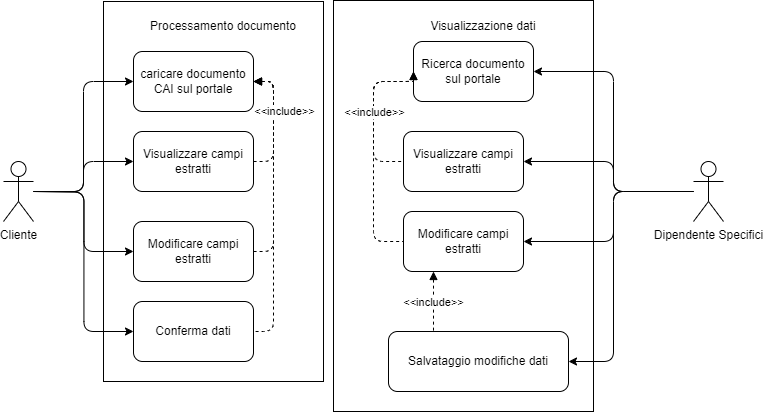 Processamento documento
caricare documento
CAI sul portale
<<include>>
Visualizzare campi
estratti
Modificare campi
estratti
Conferma dati
Cliente
Visualizzazione dati
Ricerca documento
sul portale
<<include>>
Visualizzare campi
estratti
Modificare campi
estratti
<<include>>
Salvataggio modifiche dati
Dipendente Specifici